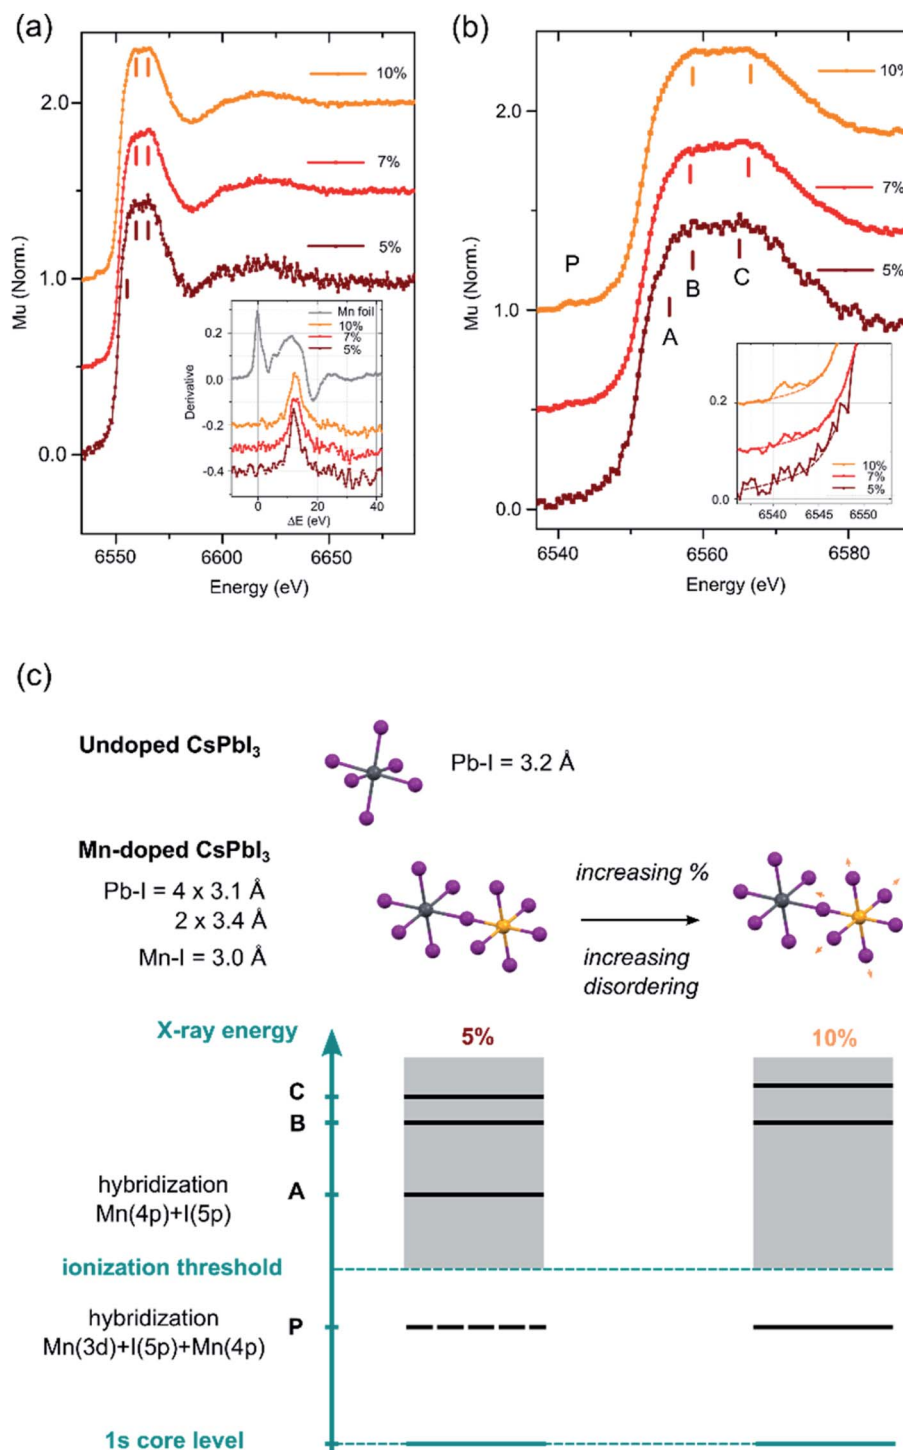 (a)
10%
7%
5%
2.0
1.0
0.0
Mu (Norm.)
Mn foil
10%
7%
5%
0.2
0.0
-0.2
-0.4
Derivative
0 20 40
ΔE (eV)
6550 6600 6650
Energy (eV)
(b)
10%
7%
5%
2.0
1.0
0.0
Mu (Norm.)
P
A
B
C
0.2
0.0
10%
7%
5%
6540 6545 6550
6540 6560 6580
Energy (eV)
(c)
Undoped CsPbI₃
Pb-I = 3.2 Å
Mn-doped CsPbI₃
Pb-I = 4 x 3.1 Å
2 x 3.4 Å
Mn-I = 3.0 Å
increasing %
increasing
disordering
X-ray energy
5%
10%
C
B
A
hybridization
Mn(4p)+I(5p)
ionization threshold
hybridization
Mn(3d)+I(5p)+Mn(4p)
P
1s core level